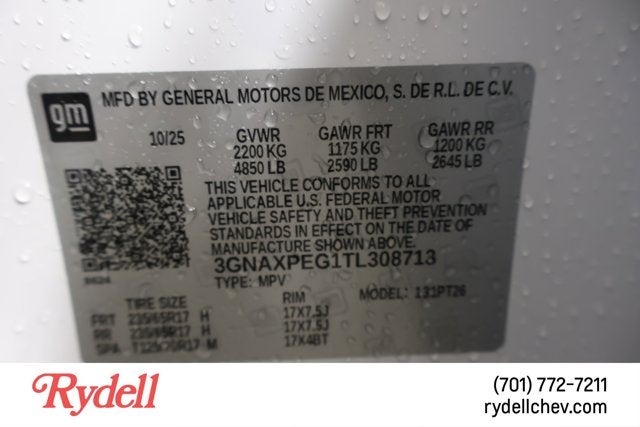 gm
MFD BY GENERAL MOTORS DE MEXICO, S. DE R.L. DE C.V.
10/25 GVWR GAWR FRT GAWR RR
2200 KG 1175 KG 1200 KG
4850 LB 2590 LB 2645 LB
THIS VEHICLE CONFORMS TO ALL
APPLICABLE U.S. FEDERAL MOTOR
VEHICLE SAFETY AND THEFT PREVENTION
STANDARDS IN EFFECT ON THE DATE OF
MANUFACTURE SHOWN ABOVE.
3GNAXPEG1TL308713
TYPE: MPV MODEL: 131PT26
TIRE SIZE RIM
FRT 235/65R17 H 17X7.5J
RR 235/65R17 H 17X7.5J
SPA M 17X4BT
Rydell
(701) 772-7211
rydellchev.com